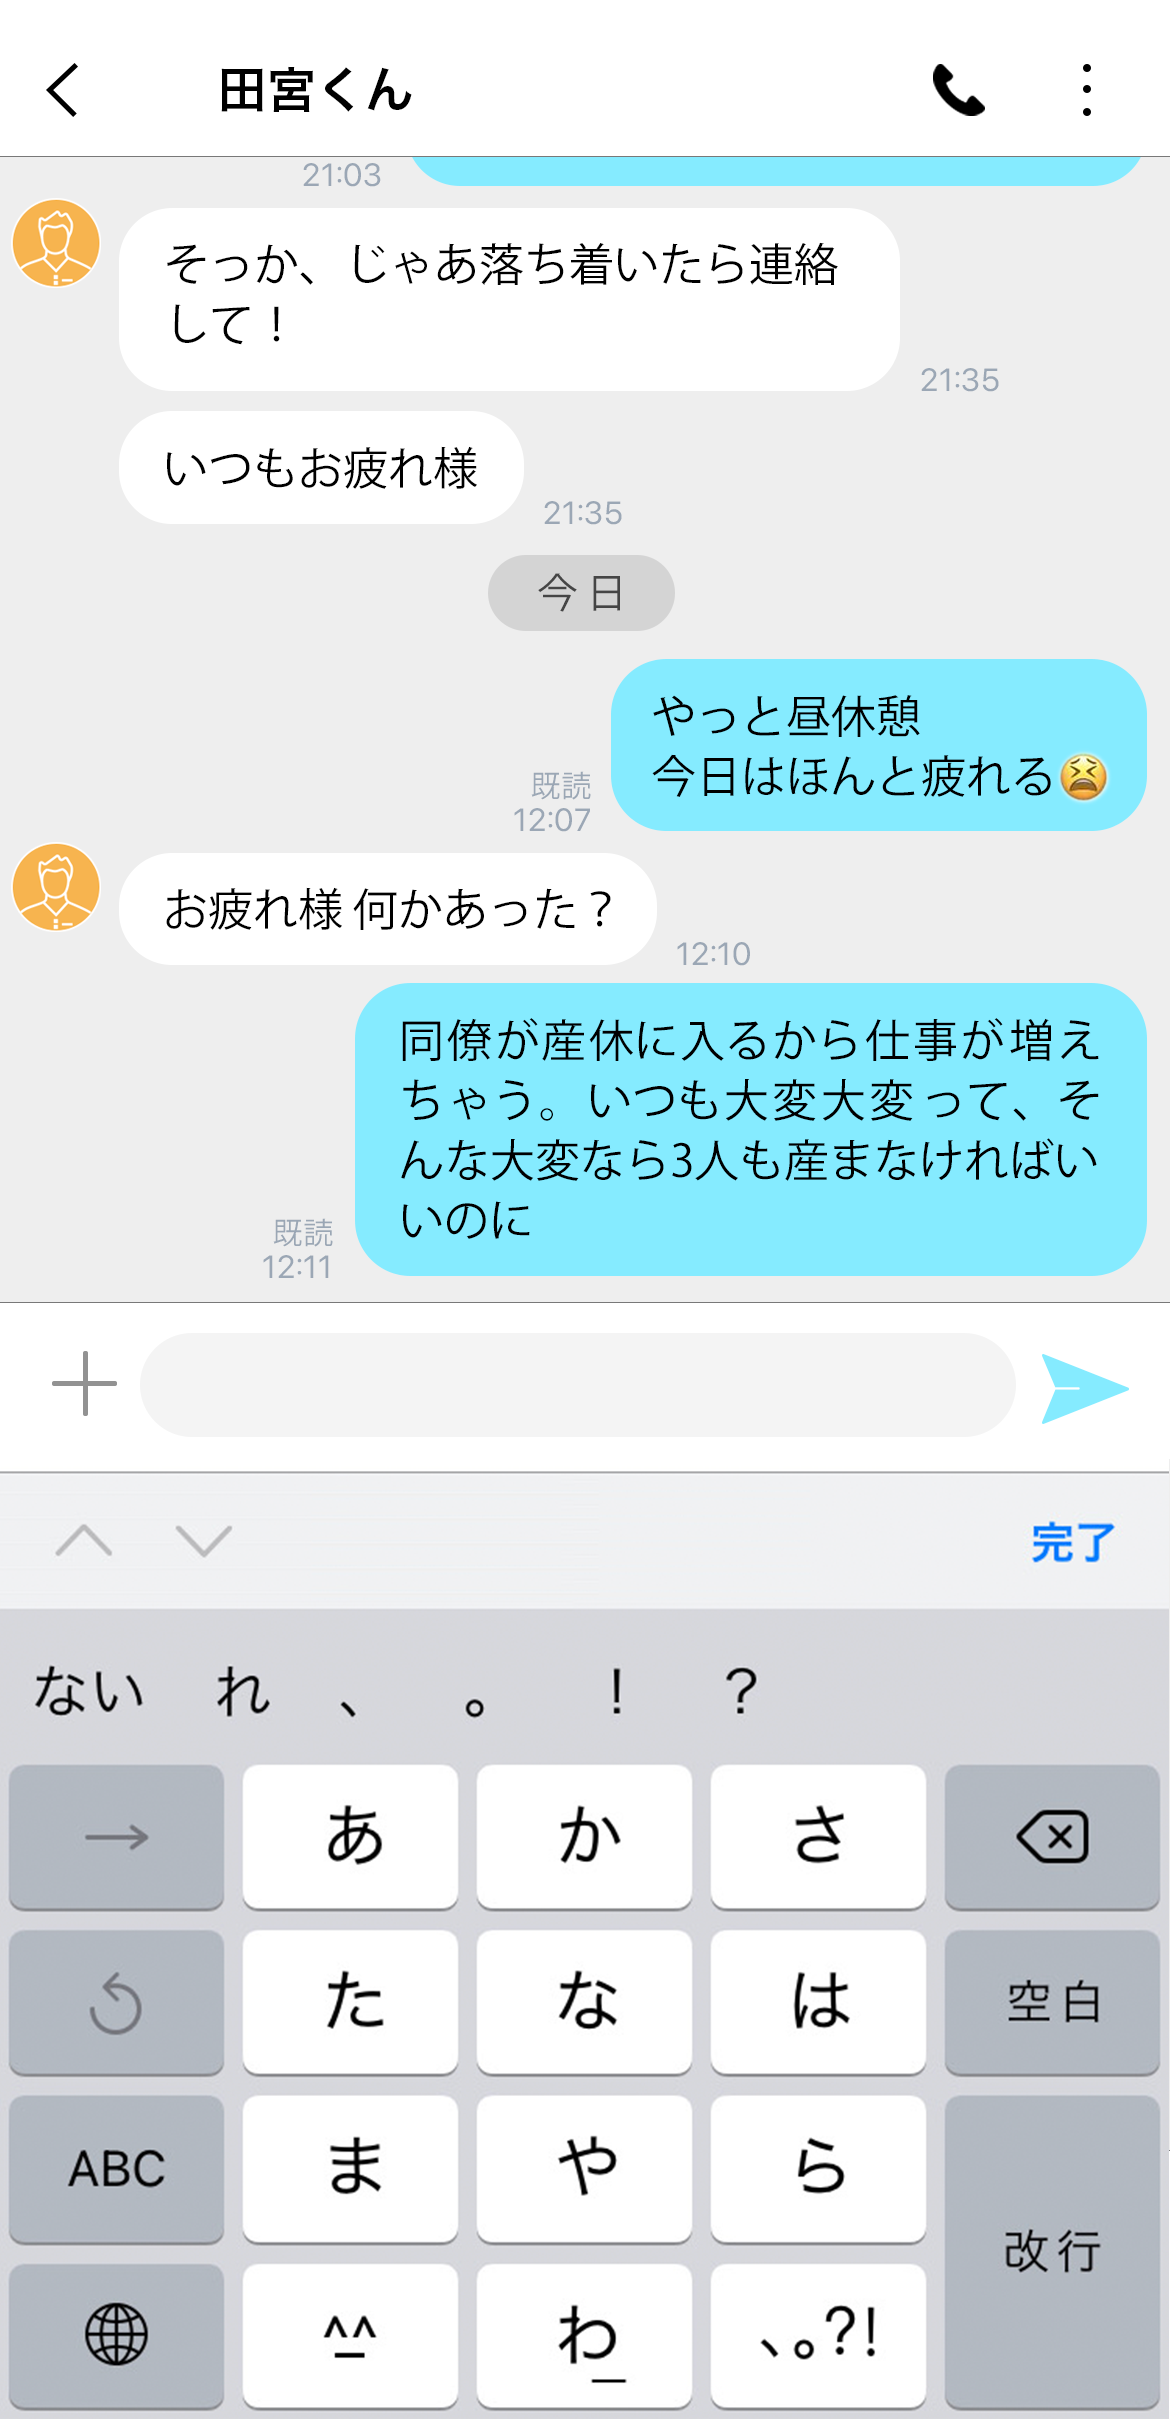 田宮くん
21:03
そっか、じゃあ落ち着いたら連絡
して！
21:35
いつもお疲れ様
21:35
今日
やっと昼休憩
今日はほんと疲れる😫
既読
12:07
お疲れ様 何かあった？
12:10
同僚が産休に入るから仕事が増え
ちゃう。いつも大変大変って、そ
んな大変なら3人も産まなければい
いのに
既読
12:11
完了
ない れ 、 。 ！ ？
→ あ か さ
た な は 空白
ABC ま や ら
改行
^^ わ 、。?!